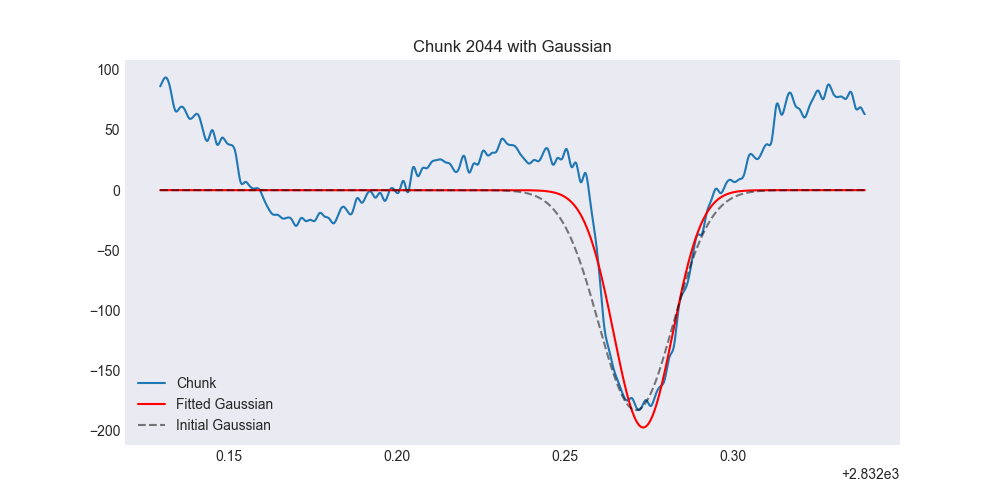 Chunk 2044 with Gaussian
100
50
0
−50
−100
−150
−200
Chunk
Fitted Gaussian
Initial Gaussian
0.15 0.20 0.25 0.30
+2.832e3